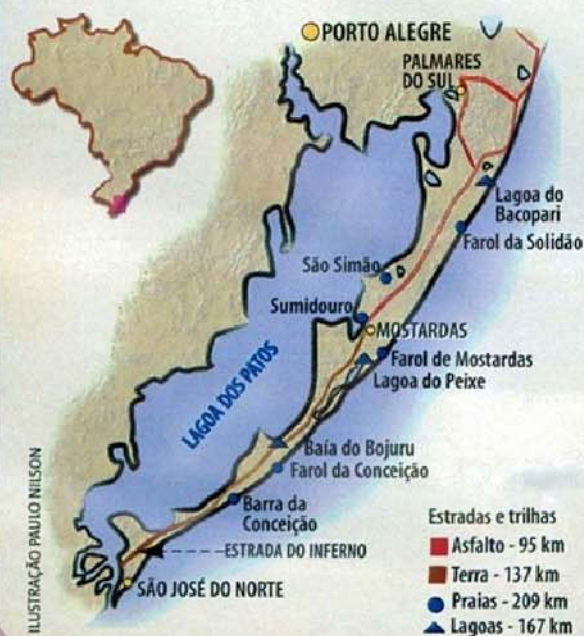 PORTO ALEGRE
PALMARES
DO SUL
Lagoa do
Bacopari
Farol da Solidão
São Simão
Sumidouro
MOSTARDAS
Farol de Mostardas
Lagoa do Peixe
LAGOA DOS PATOS
Baía do Bojuru
Farol da Conceição
Barra da
Conceição
ESTRADA DO INFERNO
SÃO JOSÉ DO NORTE
Estradas e trilhas
Asfalto - 95 km
Terra - 137 km
Praias - 209 km
Lagoas - 167 km
ILUSTRAÇÃO PAULO NILSON